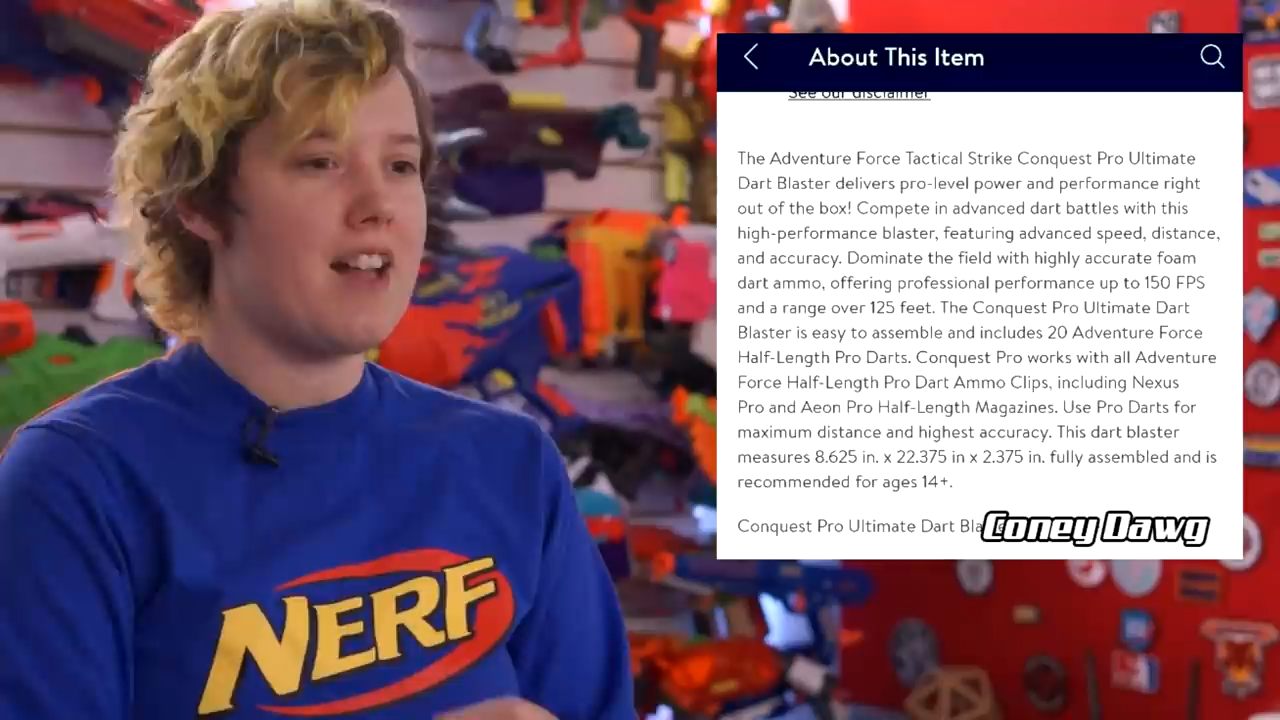 About This Item
See our disclaimer
The Adventure Force Tactical Strike Conquest Pro Ultimate
Dart Blaster delivers pro-level power and performance right
out of the box! Compete in advanced dart battles with this
high-performance blaster, featuring advanced speed, distance,
and accuracy. Dominate the field with highly accurate foam
dart ammo, offering professional performance up to 150 FPS
and a range over 125 feet. The Conquest Pro Ultimate Dart
Blaster is easy to assemble and includes 20 Adventure Force
Half-Length Pro Darts. Conquest Pro works with all Adventure
Force Half-Length Pro Dart Ammo Clips, including Nexus
Pro and Aeon Pro Half-Length Magazines. Use Pro Darts for
maximum distance and highest accuracy. This dart blaster
measures 8.625 in. x 22.375 in x 2.375 in. fully assembled and is
recommended for ages 14+.
Conquest Pro Ultimate Dart
Coney Dawg
NERF